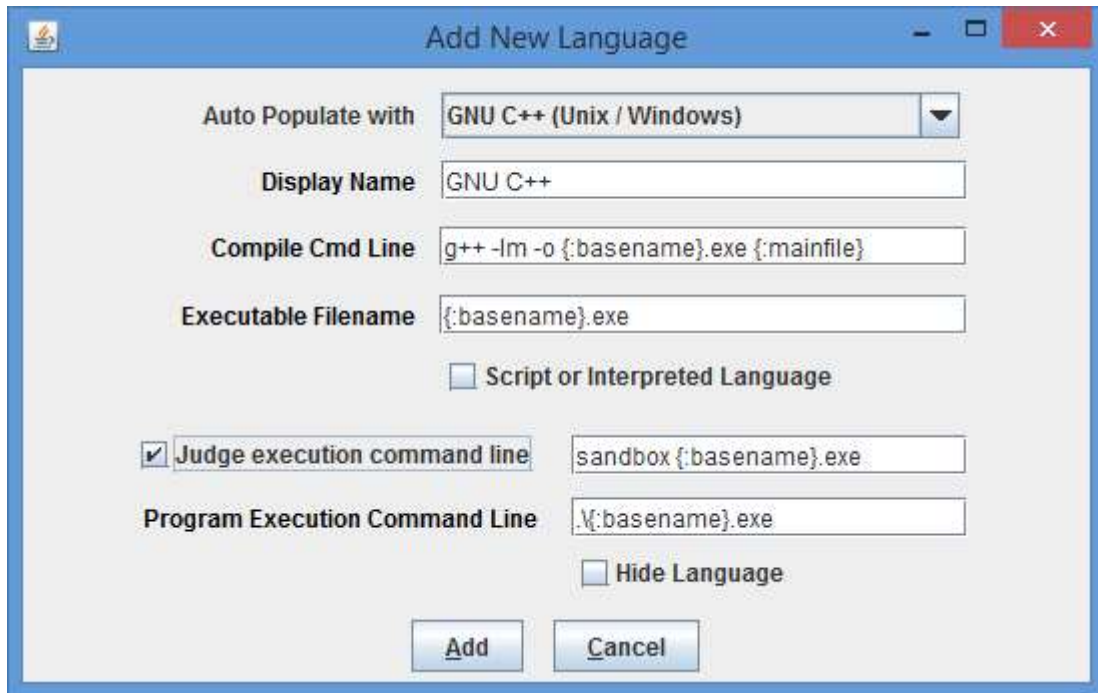 Add New Language
Auto Populate with GNU C++ (Unix / Windows)
Display Name GNU C++
Compile Cmd Line g++ -lm -o {:basename}.exe {:mainfile}
Executable Filename {:basename}.exe
Script or Interpreted Language
Judge execution command line sandbox {:basename}.exe
Program Execution Command Line .\{:basename}.exe
Hide Language
Add Cancel